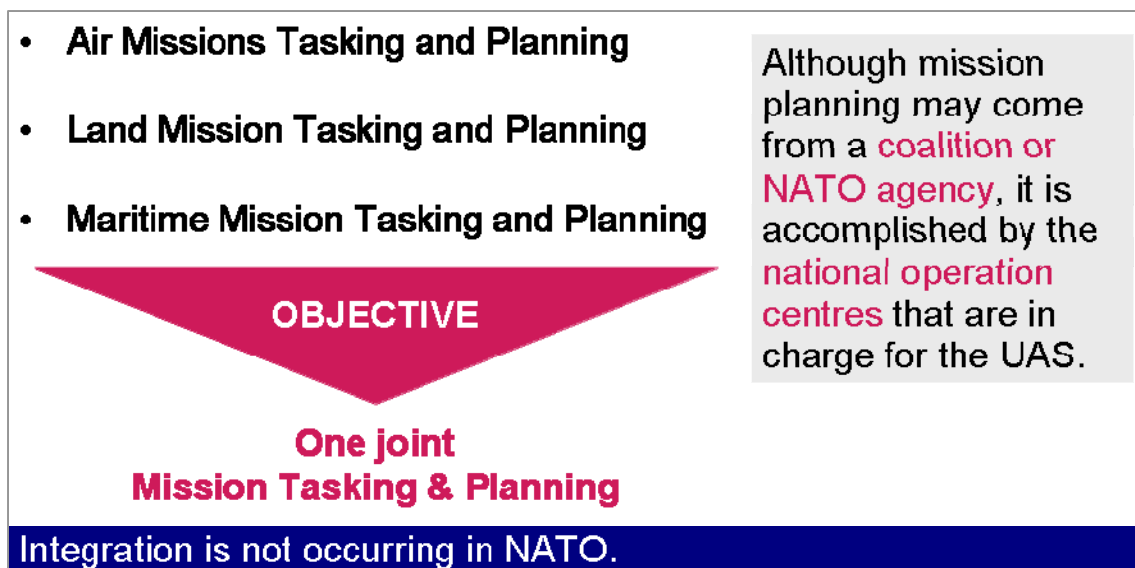 • Air Missions Tasking and Planning
• Land Mission Tasking and Planning
• Maritime Mission Tasking and Planning
OBJECTIVE
One joint
Mission Tasking & Planning
Although mission
planning may come
from a coalition or
NATO agency, it is
accomplished by the
national operation
centres that are in
charge for the UAS.
Integration is not occurring in NATO.